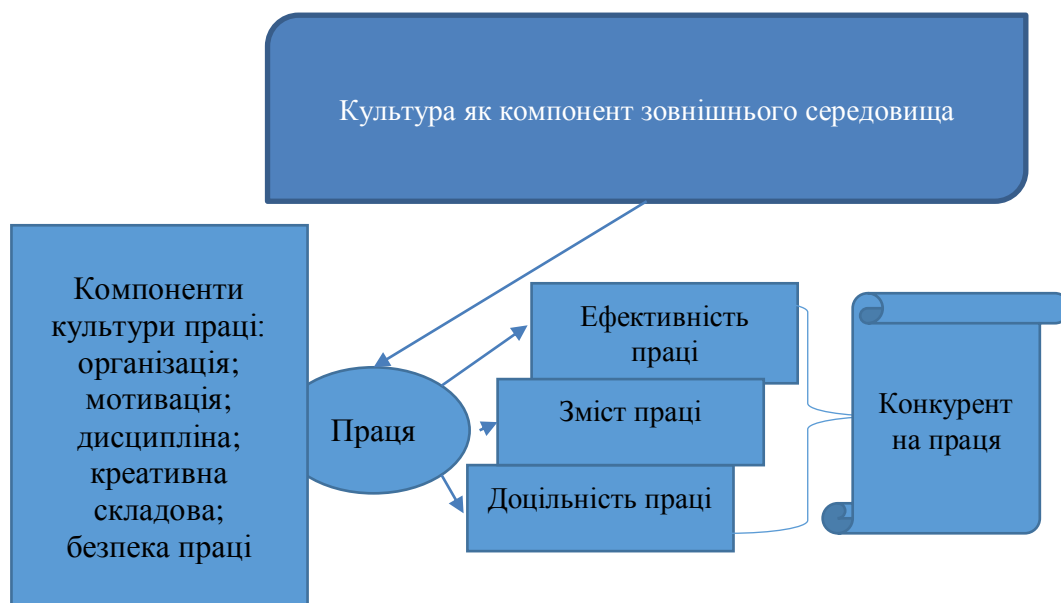 Культура як компонент зовнішнього середовища
Компоненти
культури праці:
організація;
мотивація;
дисципліна;
креативна
складова;
безпека праці
Праця
Ефективність
праці
Зміст праці
Доцільність праці
Конкурент
на праця